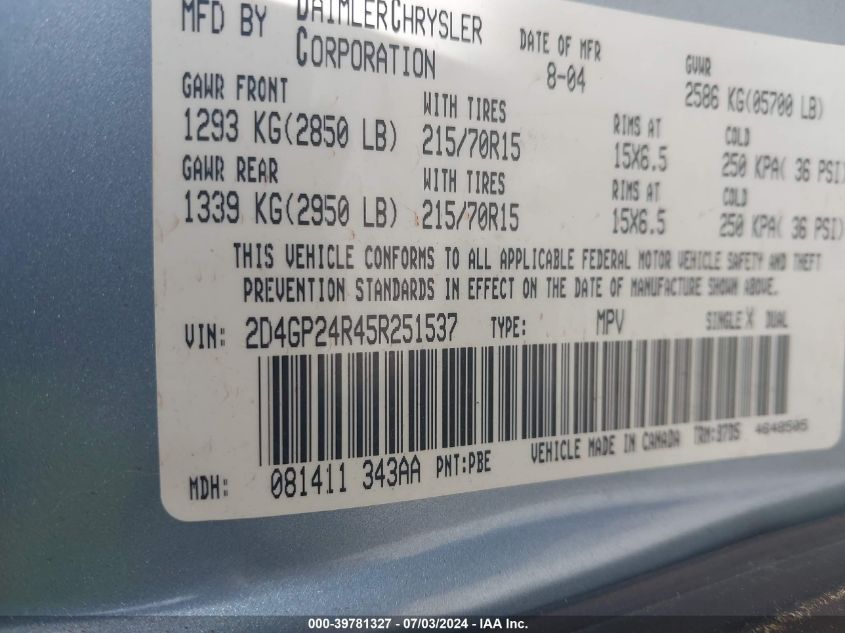 MFD BY DAIMLERCHRYSLER CORPORATION DATE OF MFR 8-04 GVWR 2586 KG(05700 LB)
GAWR FRONT WITH TIRES RIMS AT COLD
1293 KG(2850 LB) 215/70R15 15X6.5 250 KPA( 36 PSI)
GAWR REAR WITH TIRES RIMS AT COLD
1339 KG(2950 LB) 215/70R15 15X6.5 250 KPA( 36 PSI)
THIS VEHICLE CONFORMS TO ALL APPLICABLE FEDERAL MOTOR VEHICLE SAFETY AND THEFT
PREVENTION STANDARDS IN EFFECT ON THE DATE OF MANUFACTURE SHOWN ABOVE.
VIN: 2D4GP24R45R251537 TYPE: MPV SINGLE X DUAL
MDH: 081411 343AA PNT:PBE VEHICLE MADE IN CANADA TRM:37D5 4648505
000-39781327 - 07/03/2024 - IAA Inc.